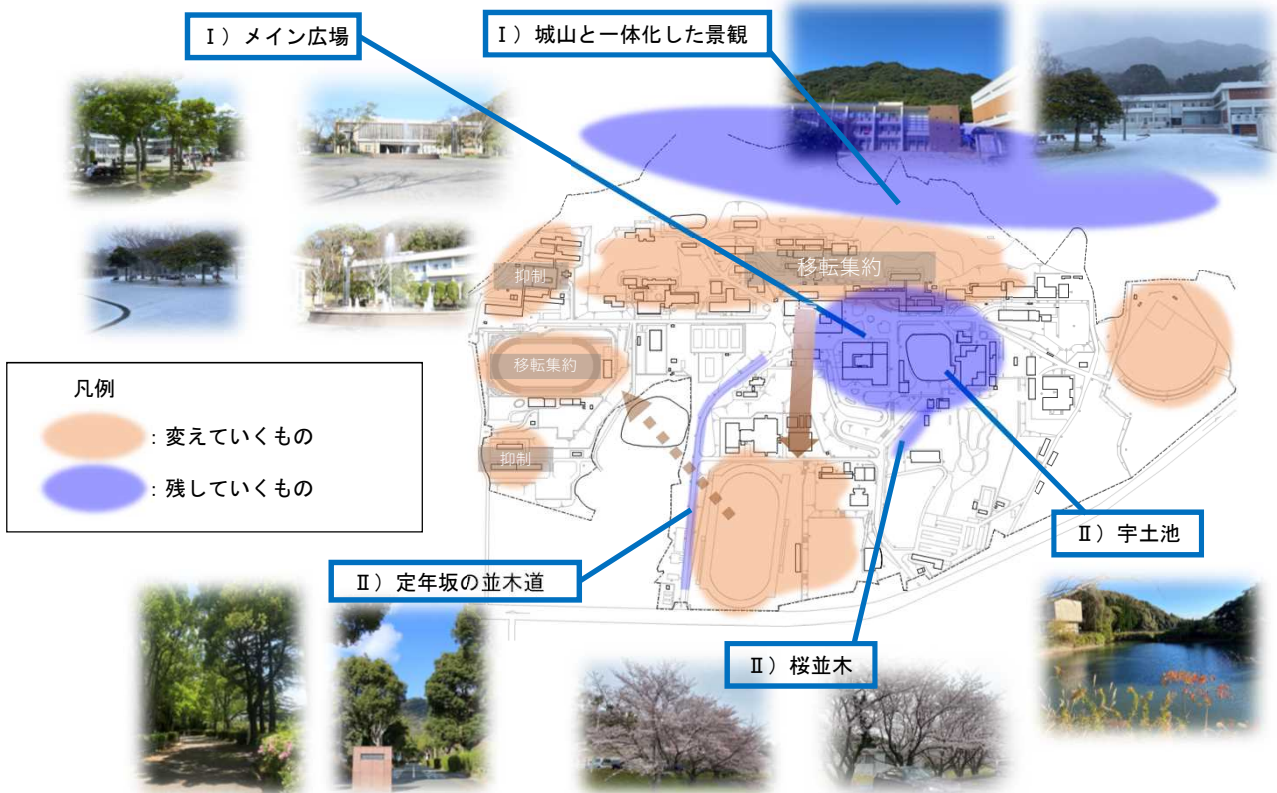 Ⅰ）メイン広場
Ⅰ）城山と一体化した景観
抑制
移転集約
移転集約
抑制
凡例
：変えていくもの
：残していくもの
Ⅱ）宇土池
Ⅱ）定年坂の並木道
Ⅱ）桜並木